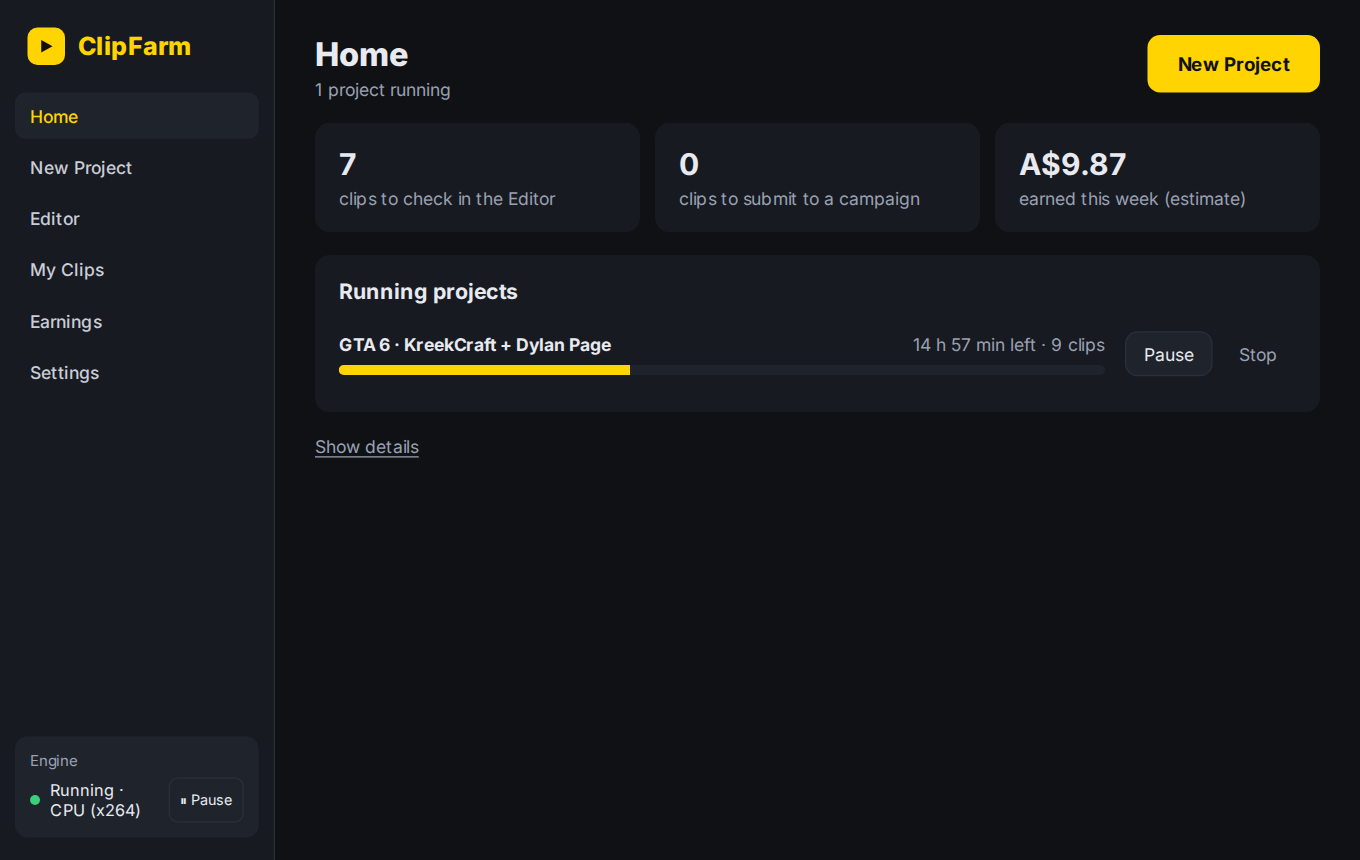 ClipFarm
Home
New Project
Editor
My Clips
Earnings
Settings
Engine
Running ·
CPU (x264)
Pause
Home
1 project running
New Project
7
clips to check in the Editor
0
clips to submit to a campaign
A$9.87
earned this week (estimate)
Running projects
GTA 6 · KreekCraft + Dylan Page
14 h 57 min left · 9 clips
Pause
Stop
Show details